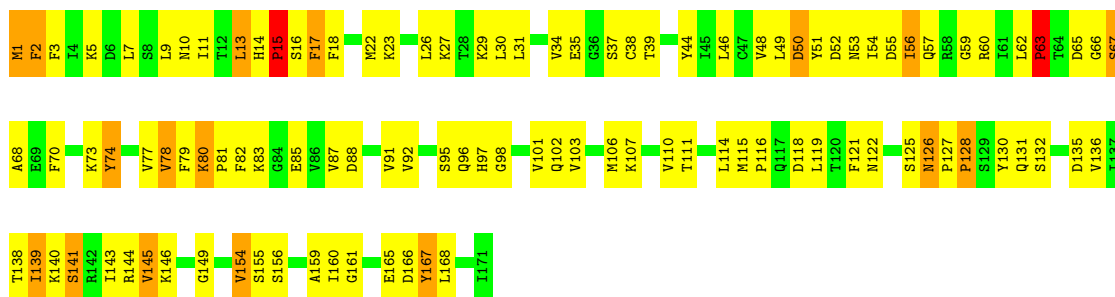 M1 F2 F3 I4 K5 D6 L7 S8 L9 N10 I11 T12 L13 H14 P15 S16 F17 F18 M22 K23 L26 K27 T28 K29 L30 L31 V34 E35 G36 S37 C38 T39 Y44 I45 L46 C47 V48 L49 D50 Y51 D52 N53 I54 D55 I56 Q57 R58 G59 R60 I61 L62 P63 T64 D65 G66 S67
A68 E69 F70 K73 Y74 V77 V78 F79 K80 P81 F82 K83 G84 E85 V86 V87 D88 V91 V92 S95 Q96 H97 G98 V101 Q102 V103 M106 K107 V110 T111 L114 M115 P116 Q117 D118 L119 T120 F121 N122 S125 N126 P127 P128 S129 Y130 Q131 S132 D135 V136 I137
T138 I139 K140 S141 R142 I143 R144 V145 K146 G149 V154 S155 S156 A159 I160 G161 E165 D166 Y167 L168 I171